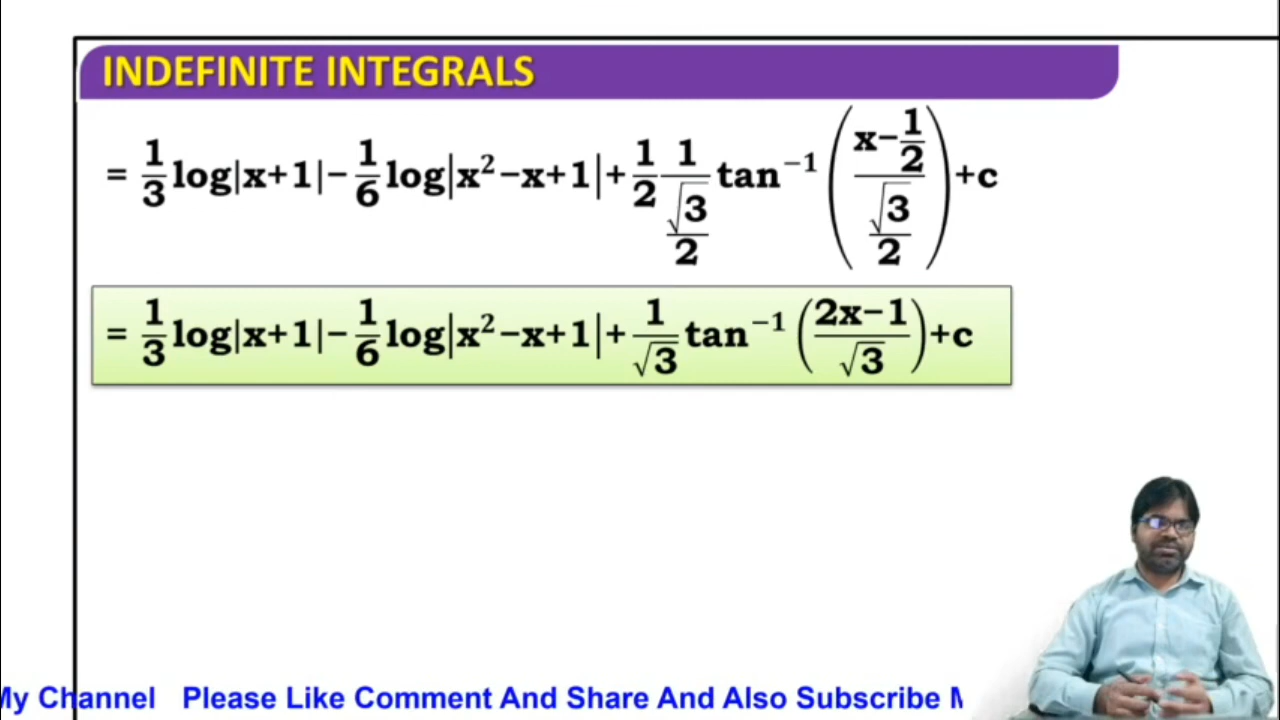 INDEFINITE INTEGRALS
= 1/3 log|x+1|− 1/6 log|x²−x+1|+ 1/2 1/(√3/2) tan⁻¹((x−1/2)/(√3/2))+c
= 1/3 log|x+1|− 1/6 log|x²−x+1|+ 1/√3 tan⁻¹((2x−1)/√3)+c
My Channel Please Like Comment And Share And Also Subscribe M